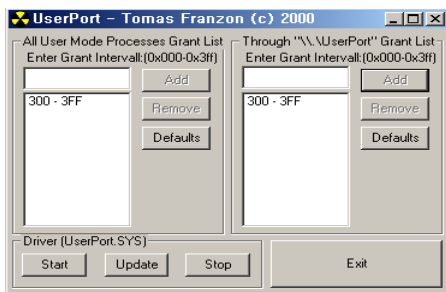 UserPort - Tomas Franzon (c) 2000
All User Mode Processes Grant List
Enter Grant Intervall:(0x000-0x3ff)
Add
300 - 3FF
Remove
Defaults
Through "\\.\UserPort" Grant List
Enter Grant Intervall:(0x000-0x3ff)
Add
300 - 3FF
Remove
Defaults
Driver (UserPort.SYS)
Start Update Stop
Exit